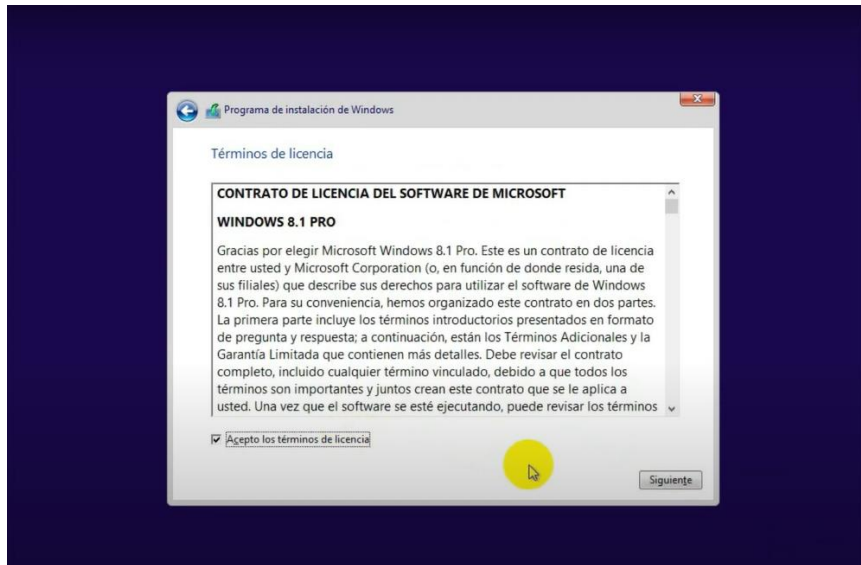 Programa de instalación de Windows
Términos de licencia
CONTRATO DE LICENCIA DEL SOFTWARE DE MICROSOFT
WINDOWS 8.1 PRO
Gracias por elegir Microsoft Windows 8.1 Pro. Este es un contrato de licencia
entre usted y Microsoft Corporation (o, en función de donde resida, una de
sus filiales) que describe sus derechos para utilizar el software de Windows
8.1 Pro. Para su conveniencia, hemos organizado este contrato en dos partes.
La primera parte incluye los términos introductorios presentados en formato
de pregunta y respuesta; a continuación, están los Términos Adicionales y la
Garantía Limitada que contienen más detalles. Debe revisar el contrato
completo, incluido cualquier término vinculado, debido a que todos los
términos son importantes y juntos crean este contrato que se le aplica a
usted. Una vez que el software se esté ejecutando, puede revisar los términos
Acepto los términos de licencia
Siguiente